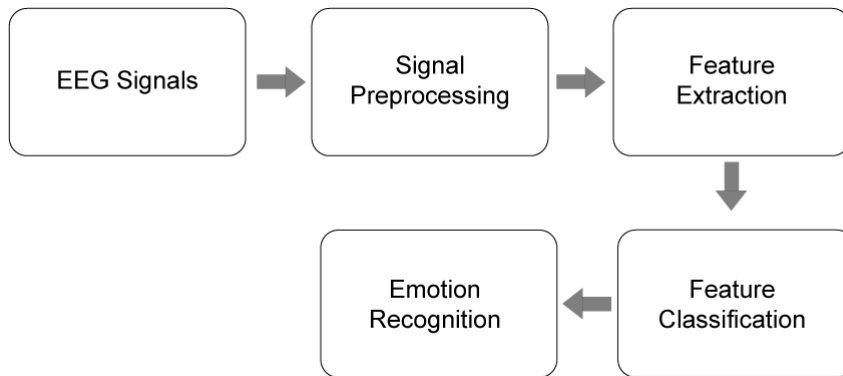 EEG Signals
Signal
Preprocessing
Feature
Extraction
Feature
Classification
Emotion
Recognition